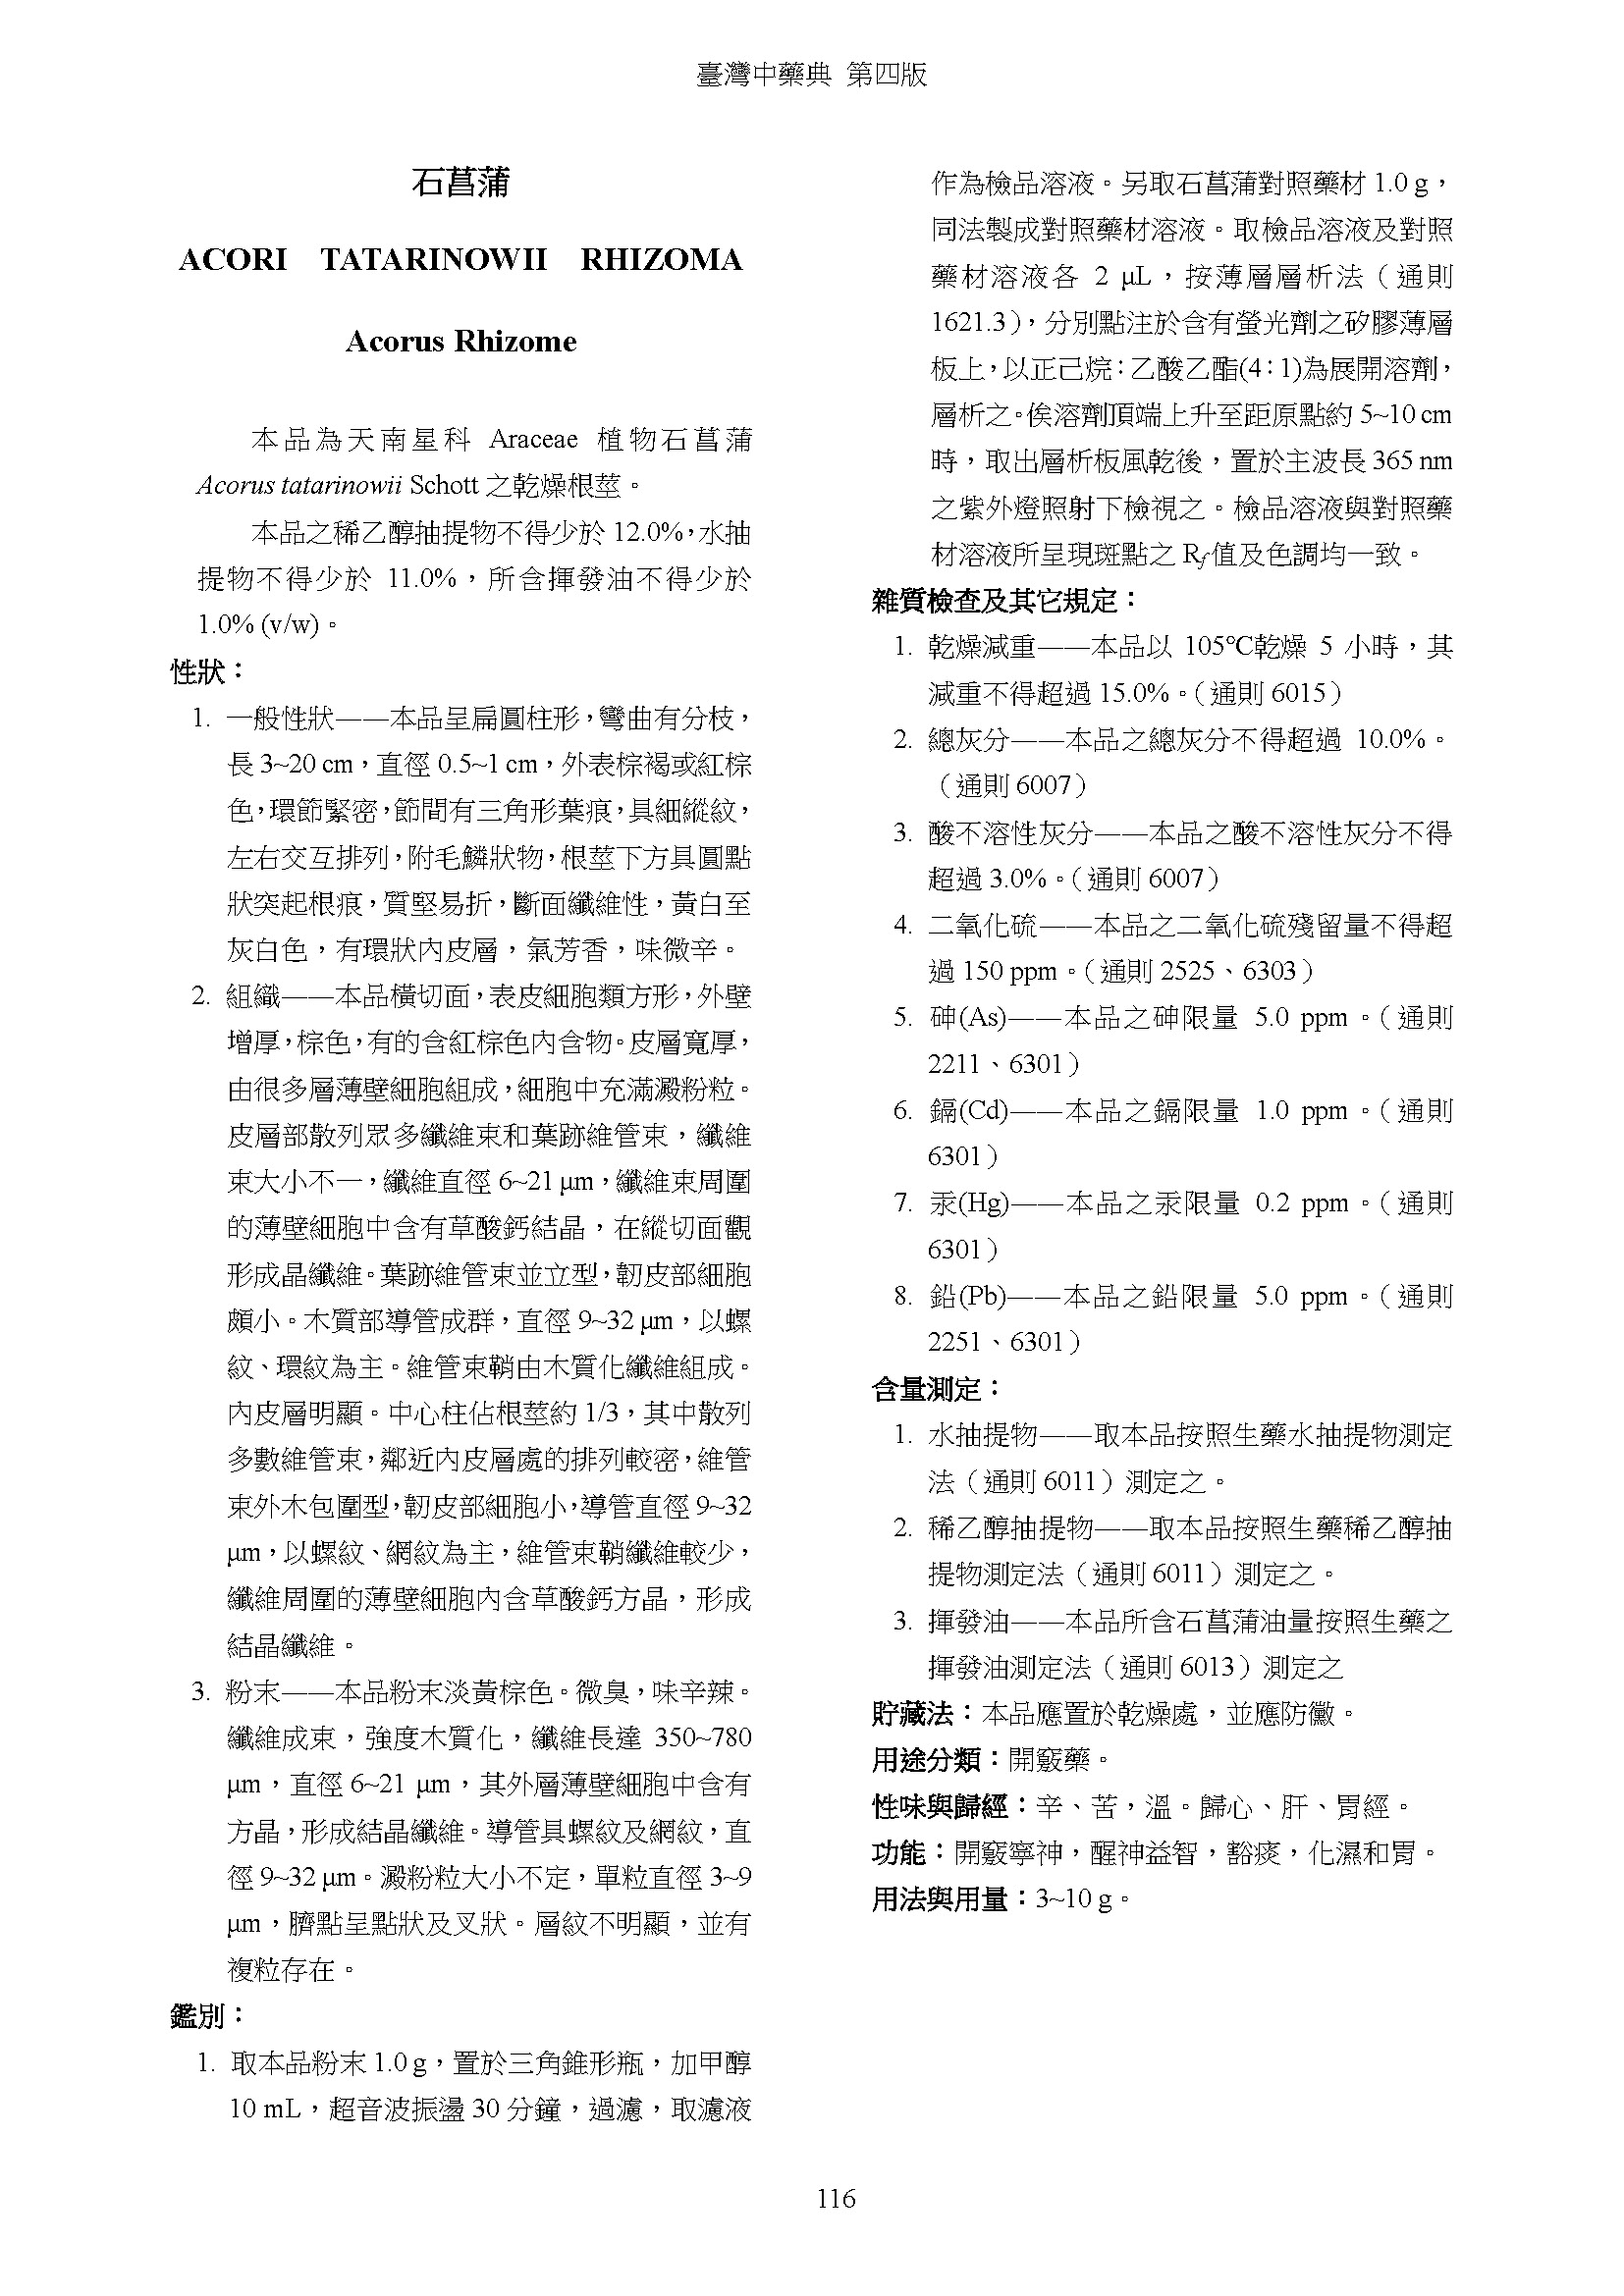 臺灣中藥典 第四版
石菖蒲
ACORI TATARINOWII RHIZOMA
Acorus Rhizome
本品為天南星科 Araceae 植物石菖蒲
Acorus tatarinowii Schott 之乾燥根莖。
本品之稀乙醇抽提物不得少於 12.0%，水抽
提物不得少於 11.0%，所含揮發油不得少於
1.0% (v/w)。
性狀：
1. 一般性狀——本品呈扁圓柱形，彎曲有分枝，
長 3~20 cm，直徑 0.5~1 cm，外表棕褐或紅棕
色，環節緊密，節間有三角形葉痕，具細縱紋，
左右交互排列，附毛鱗狀物，根莖下方具圓點
狀突起根痕，質堅易折，斷面纖維性，黃白至
灰白色，有環狀內皮層，氣芳香，味微辛。
2. 組織——本品橫切面，表皮細胞類方形，外壁
增厚，棕色，有的含紅棕色內含物。皮層寬厚，
由很多層薄壁細胞組成，細胞中充滿澱粉粒。
皮層部散列眾多纖維束和葉跡維管束，纖維
束大小不一，纖維直徑 6~21 μm，纖維束周圍
的薄壁細胞中含有草酸鈣結晶，在縱切面觀
形成晶纖維。葉跡維管束並立型，韌皮部細胞
頗小。木質部導管成群，直徑 9~32 μm，以螺
紋、環紋為主。維管束鞘由木質化纖維組成。
內皮層明顯。中心柱佔根莖約 1/3，其中散列
多數維管束，鄰近內皮層處的排列較密，維管
束外木包圍型，韌皮部細胞小，導管直徑 9~32
μm，以螺紋、網紋為主，維管束鞘纖維較少，
纖維周圍的薄壁細胞內含草酸鈣方晶，形成
結晶纖維。
3. 粉末——本品粉末淡黃棕色。微臭，味辛辣。
纖維成束，強度木質化，纖維長達 350~780
μm，直徑 6~21 μm，其外層薄壁細胞中含有
方晶，形成結晶纖維。導管具螺紋及網紋，直
徑 9~32 μm。澱粉粒大小不定，單粒直徑 3~9
μm，臍點呈點狀及叉狀。層紋不明顯，並有
複粒存在。
鑑別：
1. 取本品粉末 1.0 g，置於三角錐形瓶，加甲醇
10 mL，超音波振盪 30 分鐘，過濾，取濾液
作為檢品溶液。另取石菖蒲對照藥材 1.0 g，
同法製成對照藥材溶液。取檢品溶液及對照
藥材溶液各 2 μL，按薄層層析法（通則
1621.3），分別點注於含有螢光劑之矽膠薄層
板上，以正己烷：乙酸乙酯(4：1)為展開溶劑，
層析之。俟溶劑頂端上升至距原點約 5~10 cm
時，取出層析板風乾後，置於主波長 365 nm
之紫外燈照射下檢視之。檢品溶液與對照藥
材溶液所呈現斑點之 Rf值及色調均一致。
雜質檢查及其它規定：
1. 乾燥減重——本品以 105℃乾燥 5 小時，其
減重不得超過 15.0%。（通則 6015）
2. 總灰分——本品之總灰分不得超過 10.0%。
（通則 6007）
3. 酸不溶性灰分——本品之酸不溶性灰分不得
超過 3.0%。（通則 6007）
4. 二氧化硫——本品之二氧化硫殘留量不得超
過 150 ppm。（通則 2525、6303）
5. 砷(As)——本品之砷限量 5.0 ppm。（通則
2211、6301）
6. 鎘(Cd)——本品之鎘限量 1.0 ppm。（通則
6301）
7. 汞(Hg)——本品之汞限量 0.2 ppm。（通則
6301）
8. 鉛(Pb)——本品之鉛限量 5.0 ppm。（通則
2251、6301）
含量測定：
1. 水抽提物——取本品按照生藥水抽提物測定
法（通則 6011）測定之。
2. 稀乙醇抽提物——取本品按照生藥稀乙醇抽
提物測定法（通則 6011）測定之。
3. 揮發油——本品所含石菖蒲油量按照生藥之
揮發油測定法（通則 6013）測定之
貯藏法：本品應置於乾燥處，並應防黴。
用途分類：開竅藥。
性味與歸經：辛、苦，溫。歸心、肝、胃經。
功能：開竅寧神，醒神益智，豁痰，化濕和胃。
用法與用量：3~10 g。
116